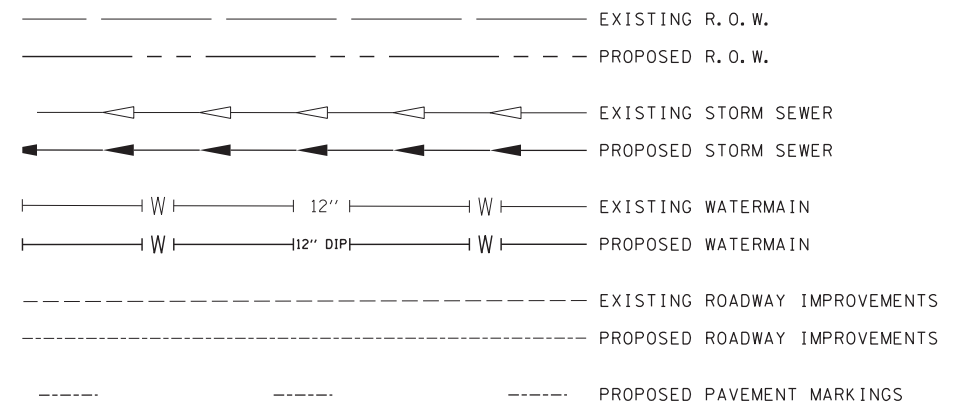 EXISTING R.O.W.
PROPOSED R.O.W.
EXISTING STORM SEWER
PROPOSED STORM SEWER
W 12'' W EXISTING WATERMAIN
W 12'' DIP W PROPOSED WATERMAIN
EXISTING ROADWAY IMPROVEMENTS
PROPOSED ROADWAY IMPROVEMENTS
PROPOSED PAVEMENT MARKINGS